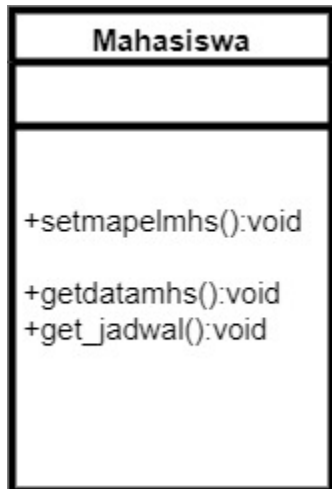 Mahasiswa
+setmapelmhs():void
+getdatamhs():void
+get_jadwal():void